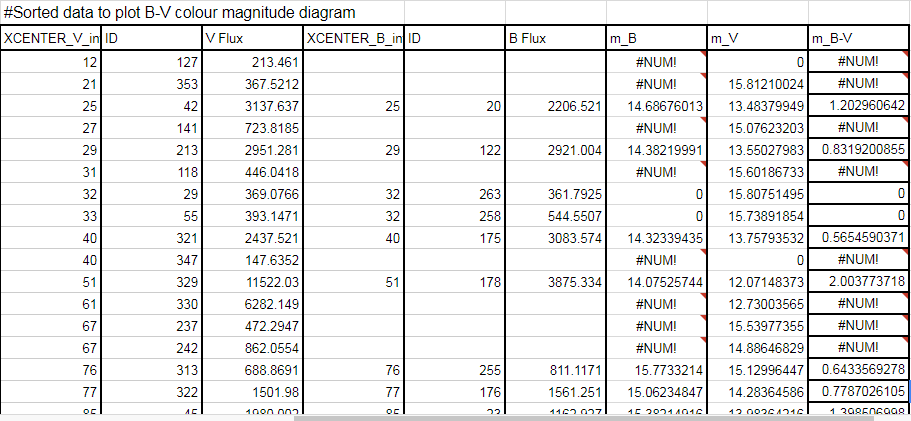 #Sorted data to plot B-V colour magnitude diagram
XCENTER_V_in ID V Flux XCENTER_B_in ID B Flux m_B m_V m_B-V
12 127 213.461 #NUM! 0 #NUM!
21 353 367.5212 #NUM! 15.81210024 #NUM!
25 42 3137.637 25 20 2206.521 14.68676013 13.48379949 1.202960642
27 141 723.8185 #NUM! 15.07623203 #NUM!
29 213 2951.281 29 122 2921.004 14.38219991 13.55027983 0.8319200855
31 118 446.0418 #NUM! 15.60186733 #NUM!
32 29 369.0766 32 263 361.7925 0 15.80751495 0
33 55 393.1471 32 258 544.5507 0 15.73891854 0
40 321 2437.521 40 175 3083.574 14.32339435 13.75793532 0.5654590371
40 347 147.6352 #NUM! 0 #NUM!
51 329 11522.03 51 178 3875.334 14.07525744 12.07148373 2.003773718
61 330 6282.149 #NUM! 12.73003565 #NUM!
67 237 472.2947 #NUM! 15.53977355 #NUM!
67 242 862.0554 #NUM! 14.88646829 #NUM!
76 313 688.8691 76 255 811.1171 15.7733214 15.12996447 0.6433569278
77 322 1501.98 77 176 1561.251 15.06234847 14.28364586 0.7787026105